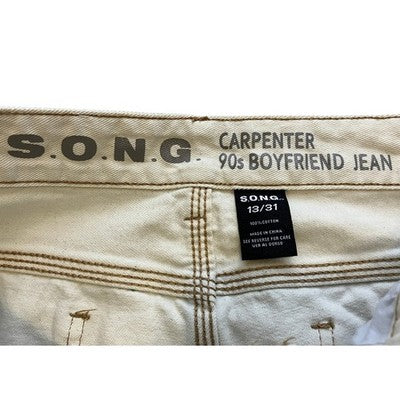 S.O.N.G. CARPENTER
90s BOYFRIEND JEAN
S.O.N.G.
13/31
100% COTTON
MADE IN CHINA
SEE REVERSE FOR CARE
VER AL DORSO